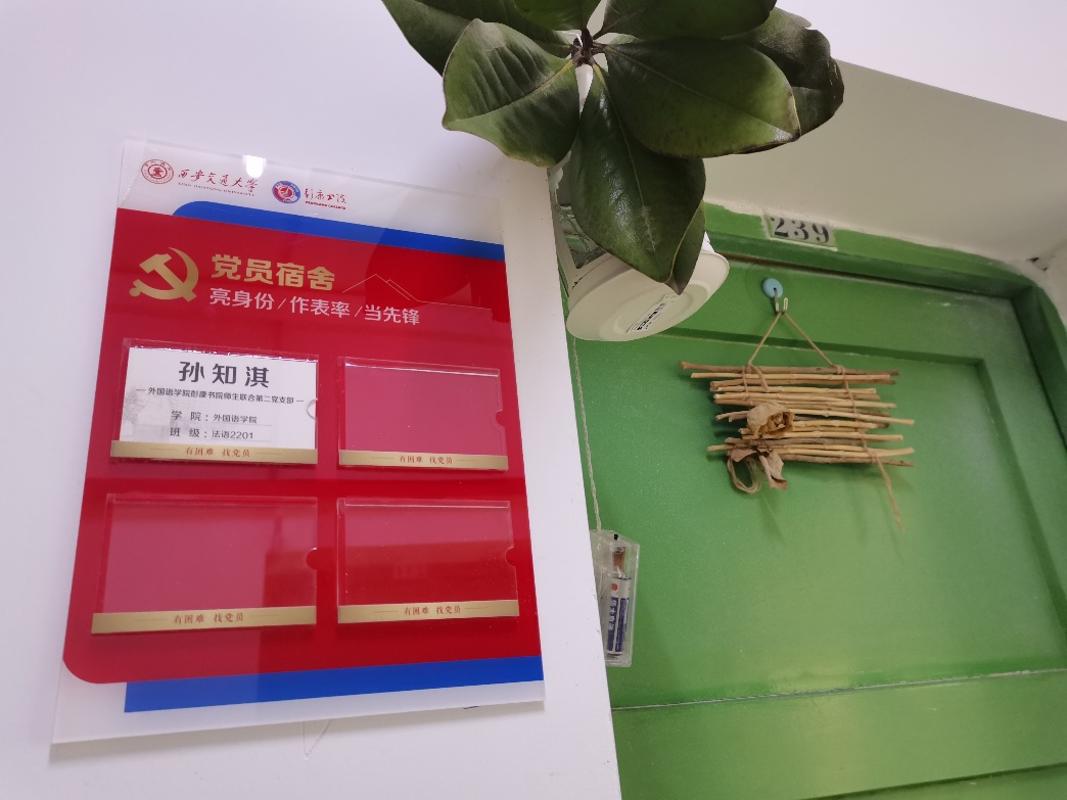 西安交通大学
XI'AN JIAOTONG UNIVERSITY
彭康书院
党员宿舍
亮身份/作表率/当先锋
孙知淇
外国语学院彭康书院师生联合第二党支部
学 院:外国语学院
班 级:法语2201
有困难 找党员
有困难 找党员
有困难 找党员
有困难 找党员
239